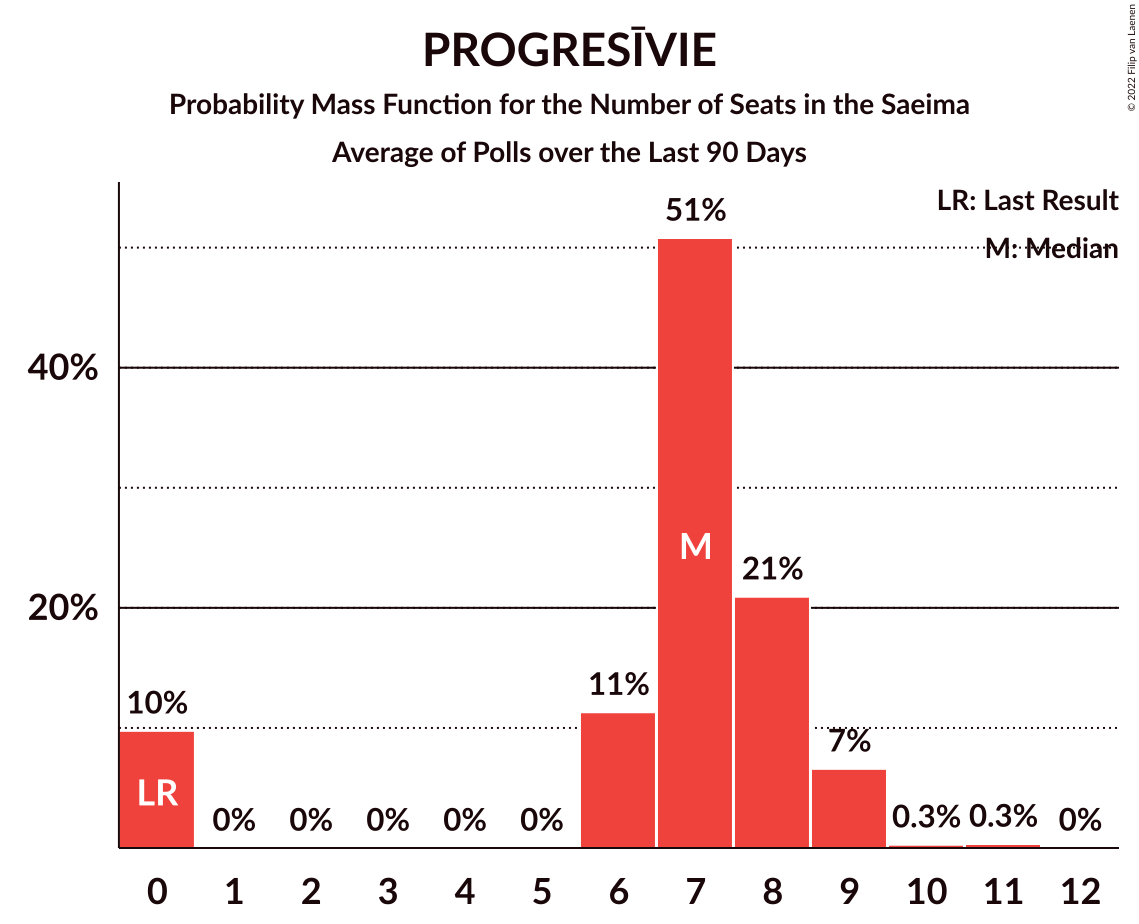 PROGRESĪVIE
Probability Mass Function for the Number of Seats in the Saeima
Average of Polls over the Last 90 Days
© 2022 Filip van Laenen
LR: Last Result
M: Median
51%
40%
M
21%
20%
11%
10%
7%
LR
0% 0% 0% 0% 0% 0.3% 0.3% 0%
0 1 2 3 4 5 6 7 8 9 10 11 12